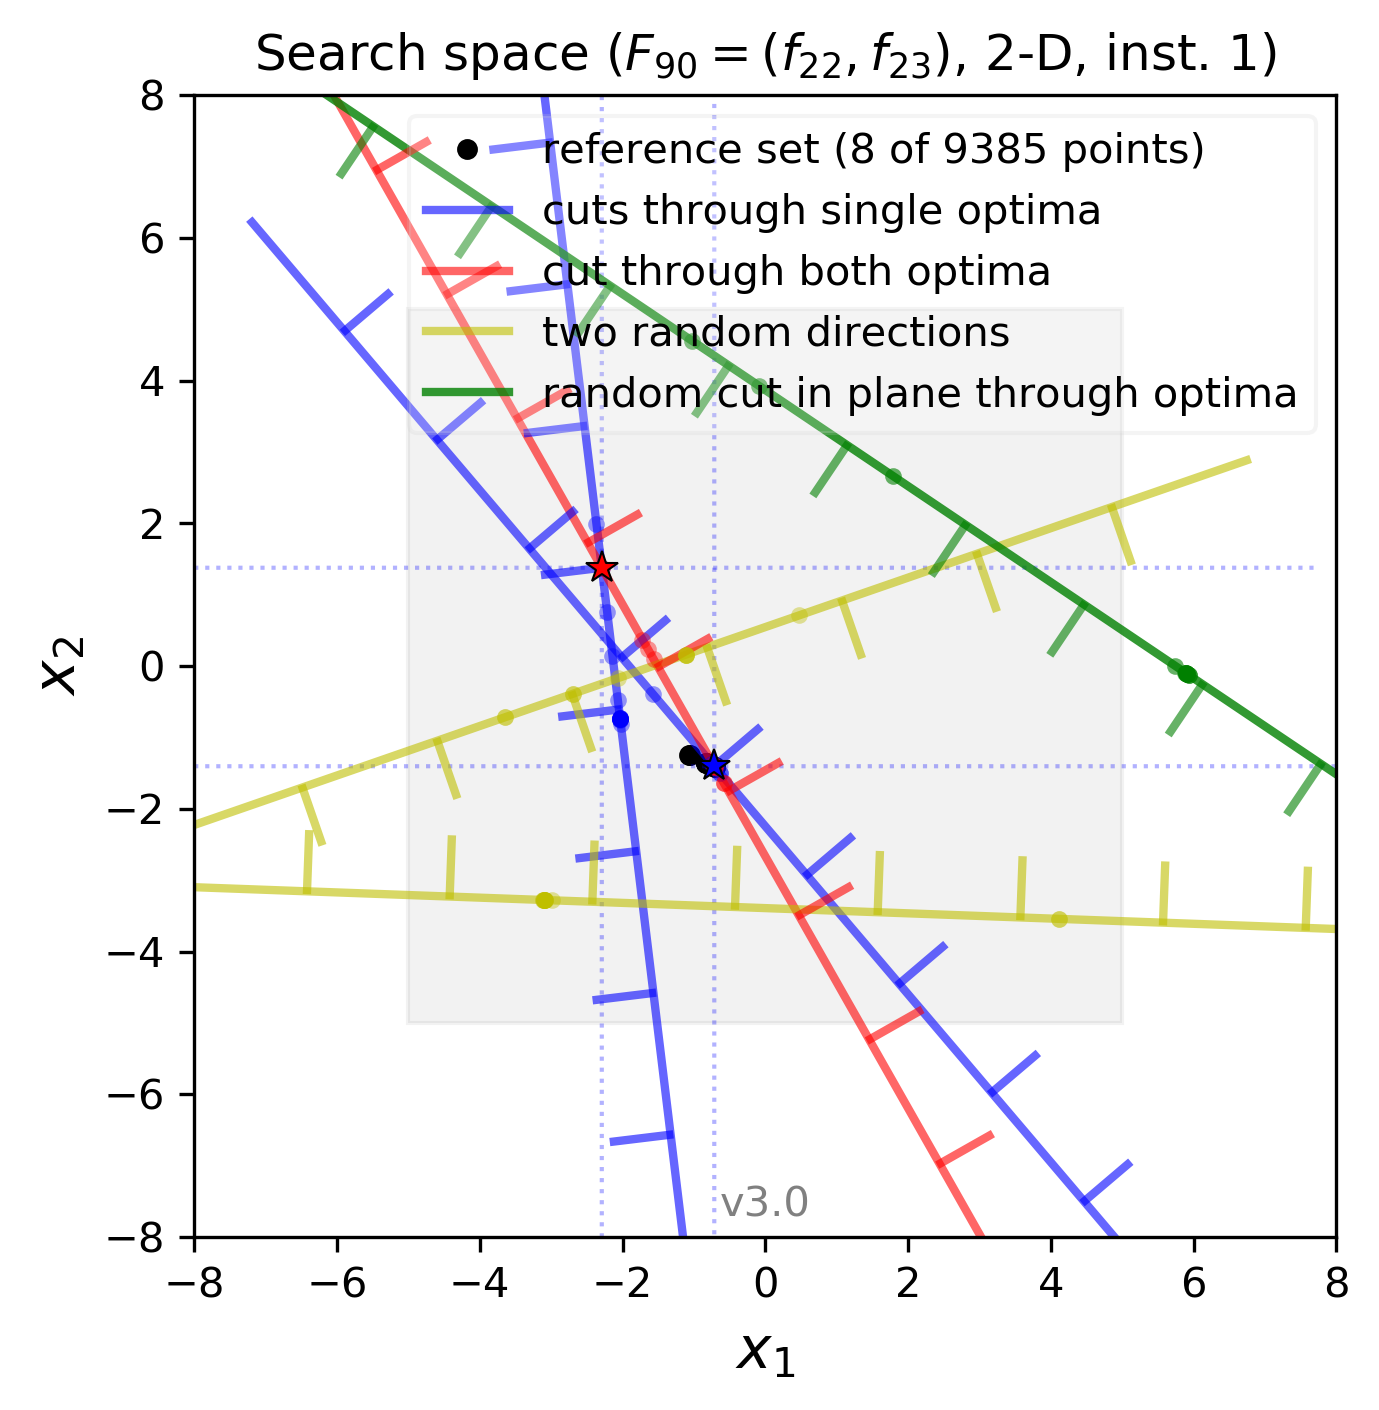 Search space (F₉₀ = (f₂₂, f₂₃), 2-D, inst. 1)
reference set (8 of 9385 points)
cuts through single optima
cut through both optima
two random directions
random cut in plane through optima
8
6
4
2
0
−2
−4
−6
−8
x₂
v3.0
−8 −6 −4 −2 0 2 4 6 8
x₁